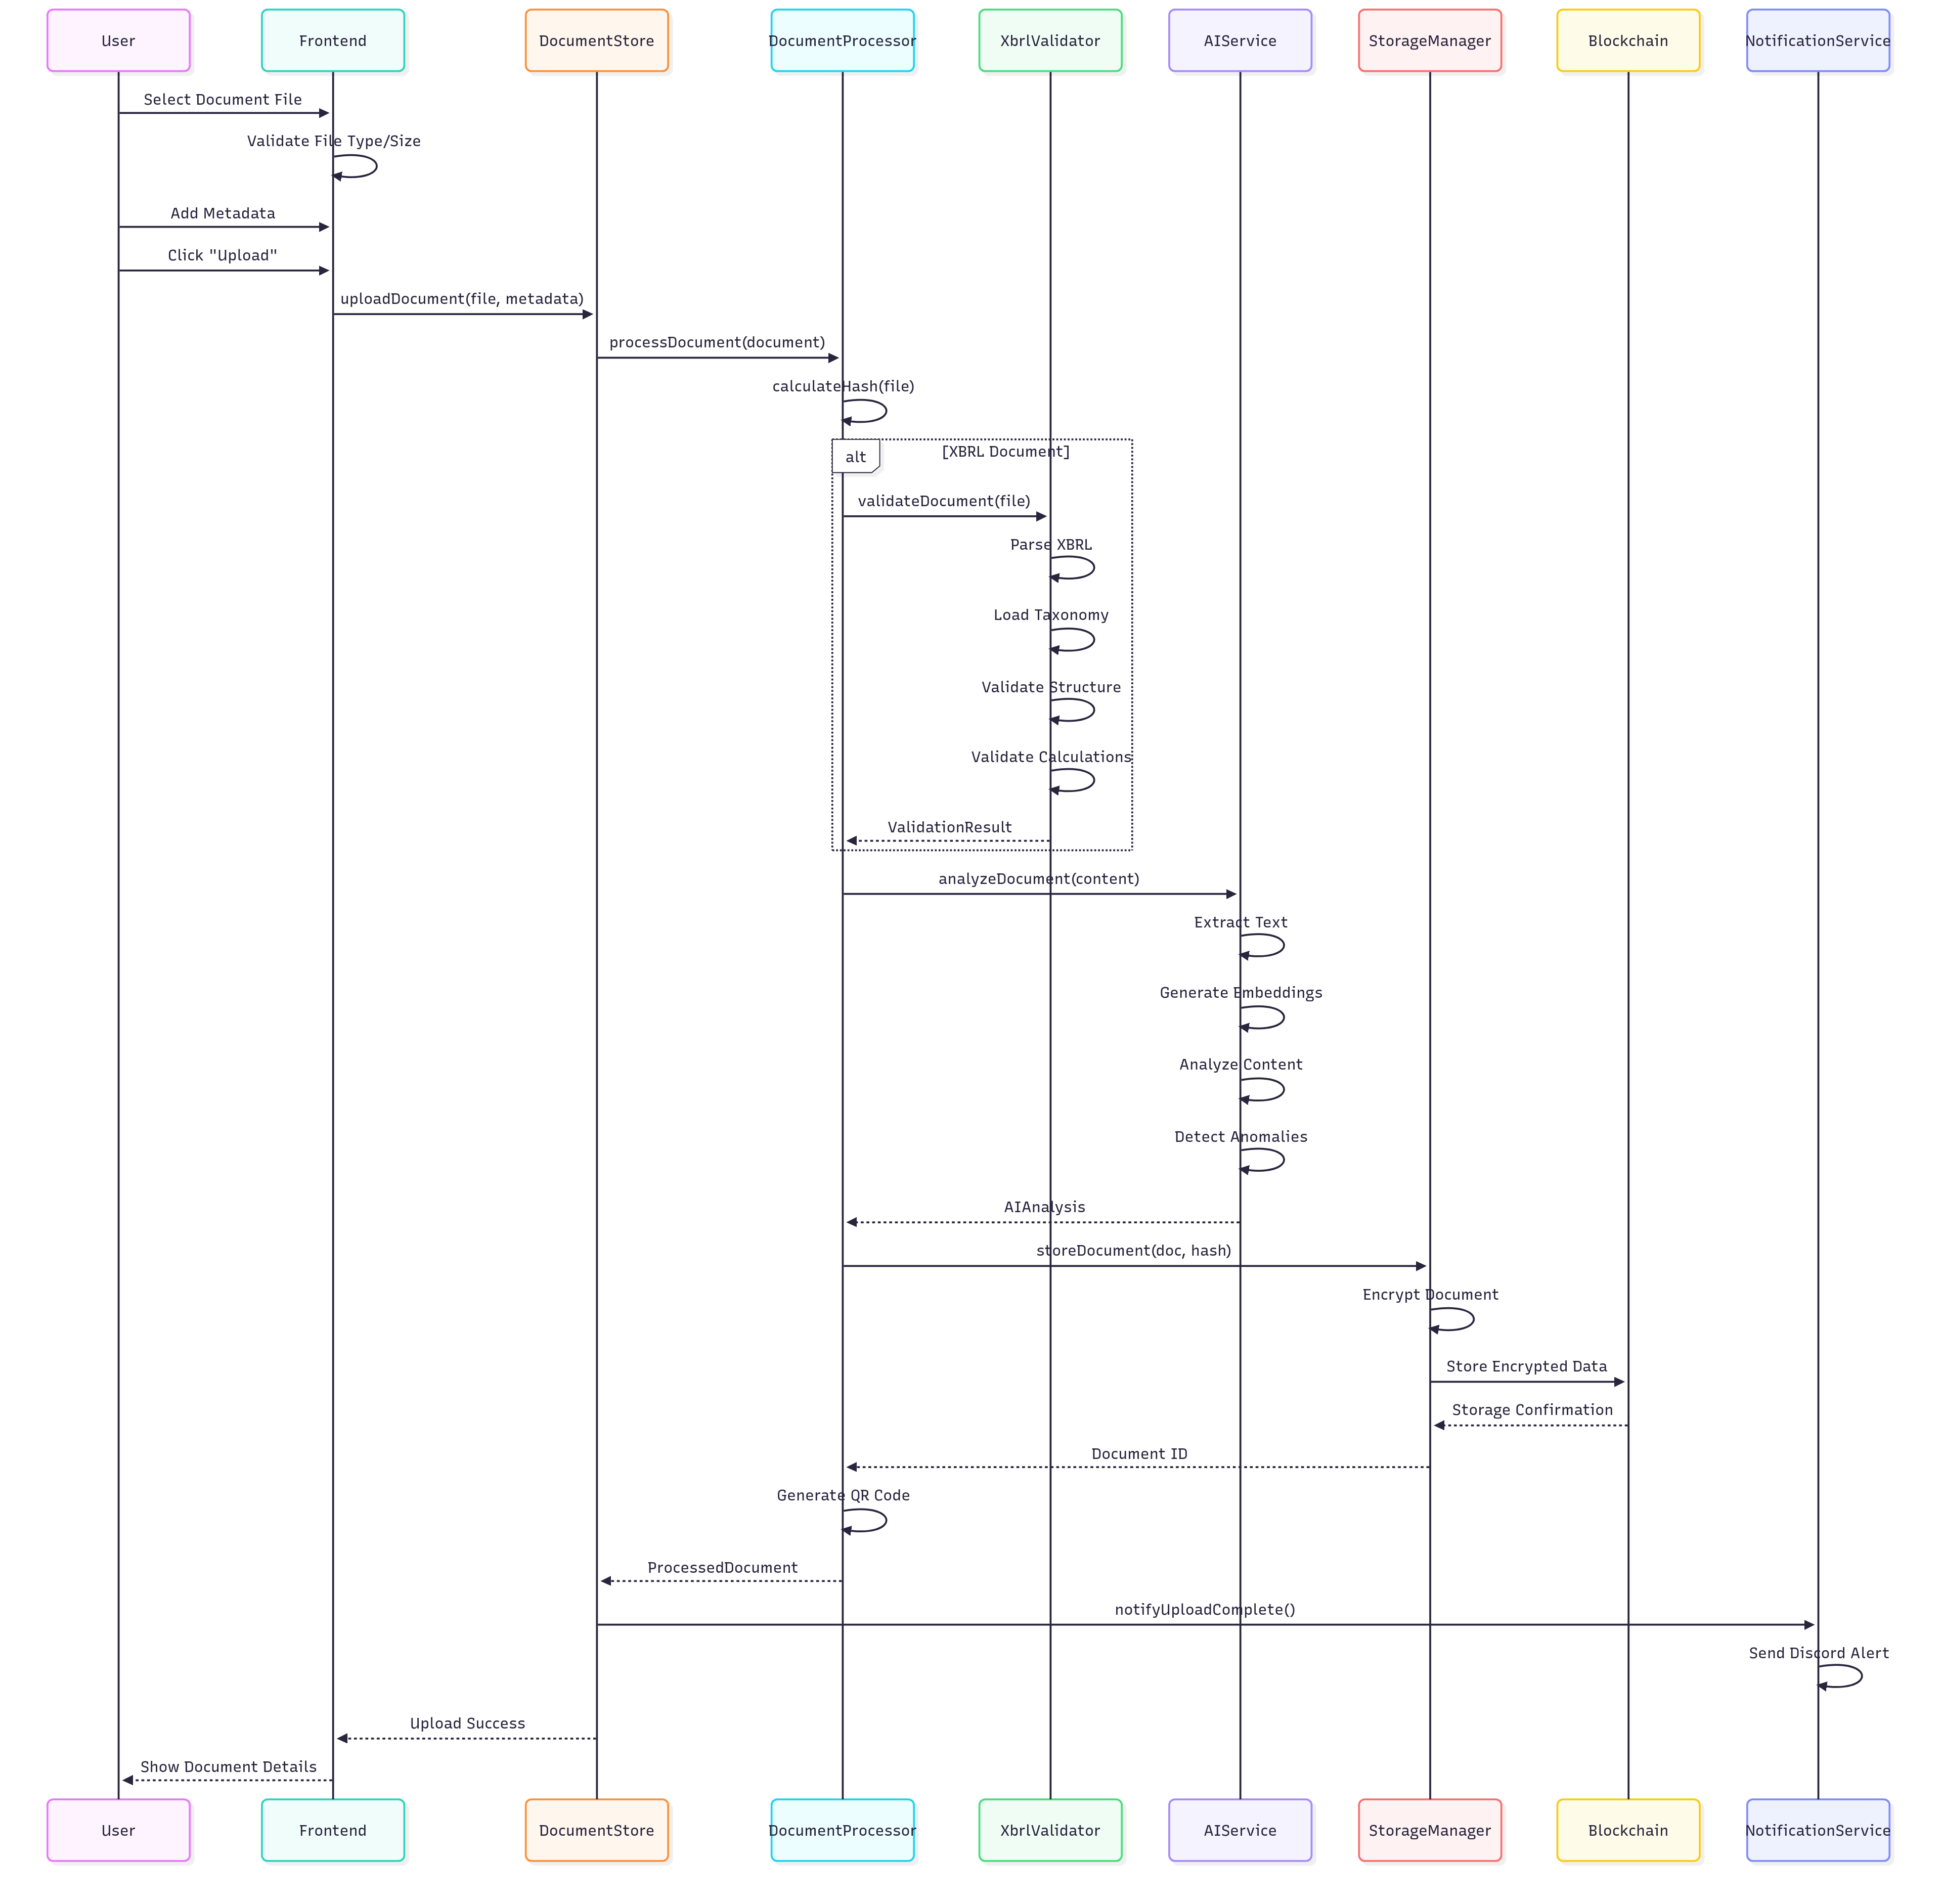 User
Frontend
DocumentStore
DocumentProcessor
XbrlValidator
AIService
StorageManager
Blockchain
NotificationService
Select Document File
Validate File Type/Size
Add Metadata
Click "Upload"
uploadDocument(file, metadata)
processDocument(document)
calculateHash(file)
alt
[XBRL Document]
validateDocument(file)
Parse XBRL
Load Taxonomy
Validate Structure
Validate Calculations
ValidationResult
analyzeDocument(content)
Extract Text
Generate Embeddings
Analyze Content
Detect Anomalies
AIAnalysis
storeDocument(doc, hash)
Encrypt Document
Store Encrypted Data
Storage Confirmation
Document ID
Generate QR Code
ProcessedDocument
notifyUploadComplete()
Send Discord Alert
Upload Success
Show Document Details
User
Frontend
DocumentStore
DocumentProcessor
XbrlValidator
AIService
StorageManager
Blockchain
NotificationService